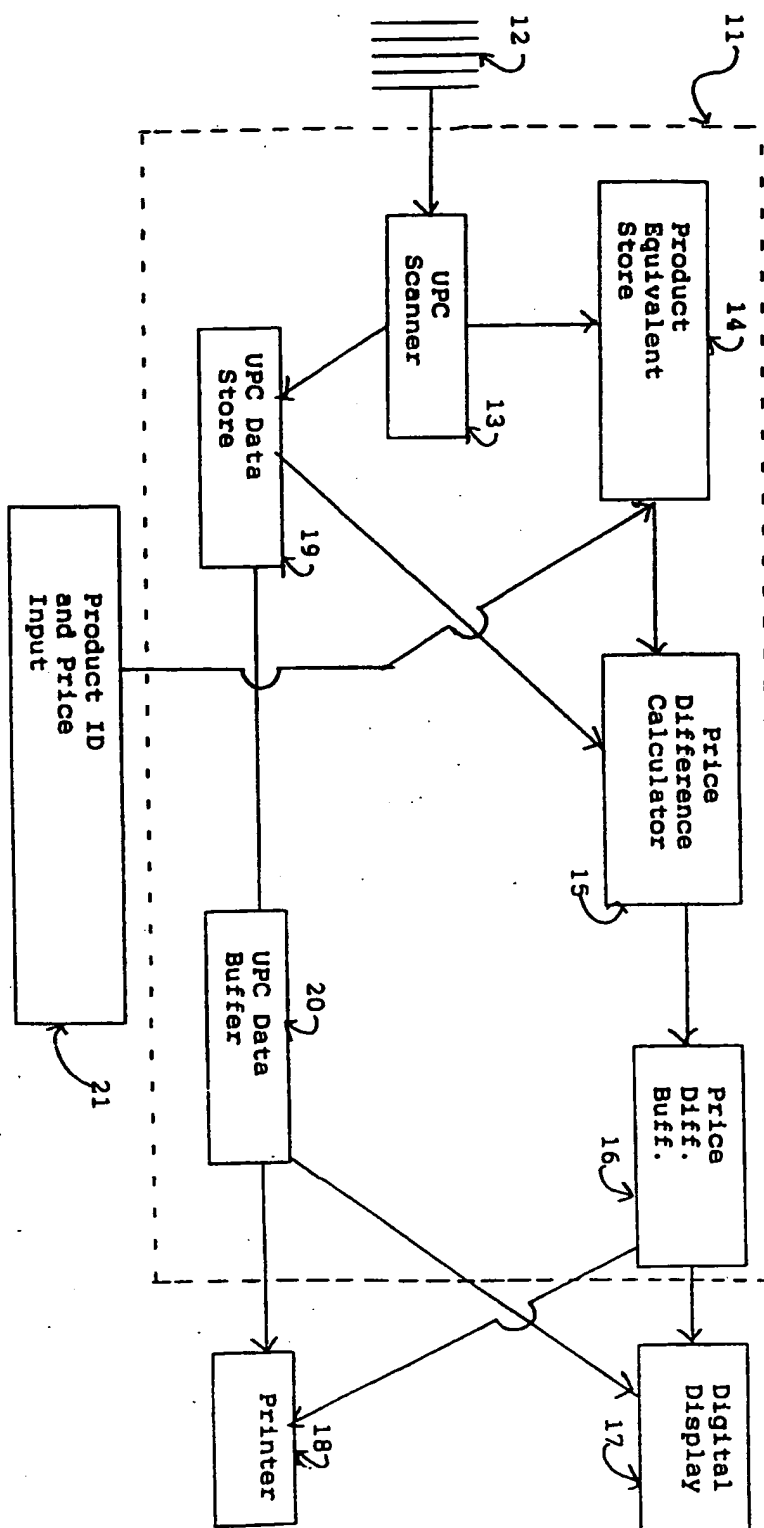 11
12
Product
Equivalent
Store
14
UPC
Scanner
13
UPC Data
Store
19
Price
Difference
Calculator
15
Price
Diff.
Buff.
16
Digital
Display
17
UPC Data
Buffer
20
Printer
18
Product ID
and Price
Input
21